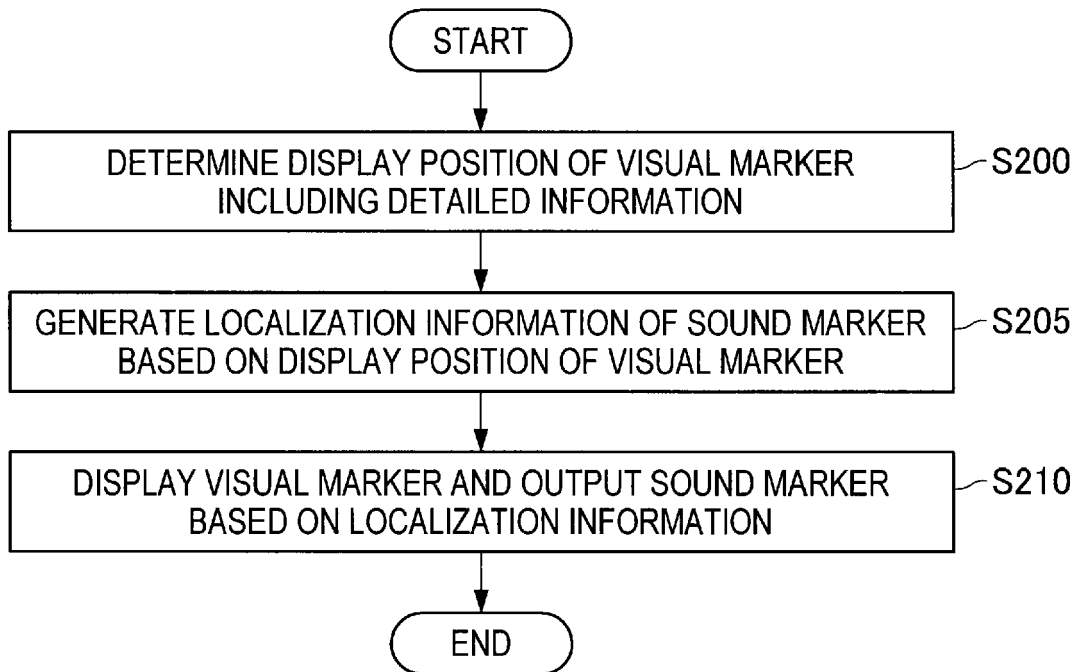 START
DETERMINE DISPLAY POSITION OF VISUAL MARKER
INCLUDING DETAILED INFORMATION
S200
GENERATE LOCALIZATION INFORMATION OF SOUND MARKER
BASED ON DISPLAY POSITION OF VISUAL MARKER
S205
DISPLAY VISUAL MARKER AND OUTPUT SOUND MARKER
BASED ON LOCALIZATION INFORMATION
S210
END